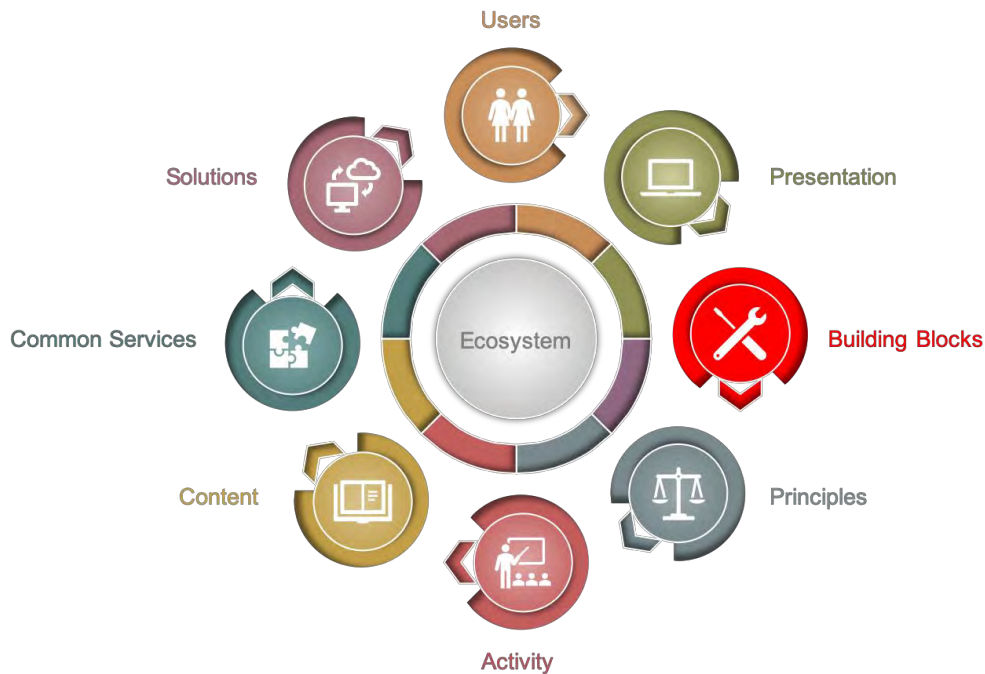 Users
Solutions
Presentation
Common Services
Ecosystem
Building Blocks
Content
Principles
Activity